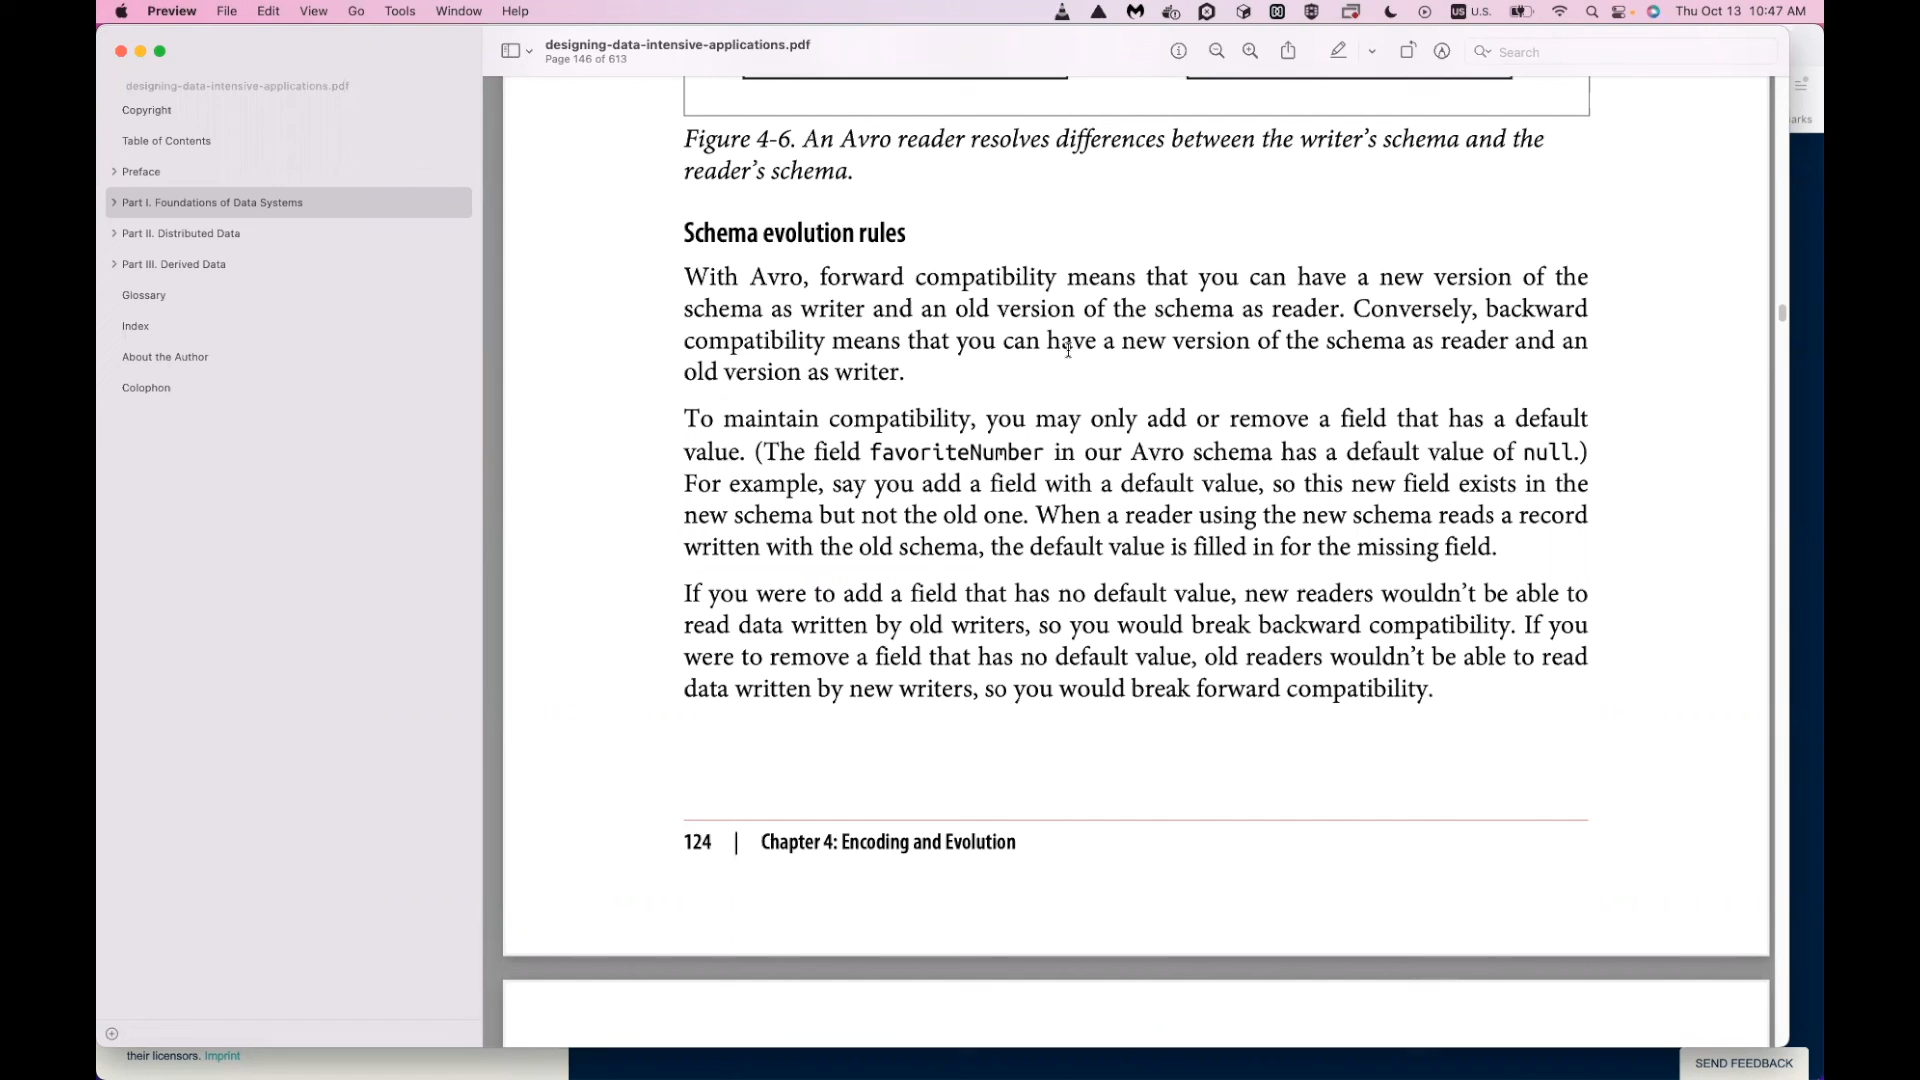 Preview File Edit View Go Tools Window Help
U.S. Thu Oct 13 10:47 AM
designing-data-intensive-applications.pdf
Page 146 of 613
Search
designing-data-intensive-applications.pdf
Copyright
Table of Contents
Preface
Part I. Foundations of Data Systems
Part II. Distributed Data
Part III. Derived Data
Glossary
Index
About the Author
Colophon
Figure 4-6. An Avro reader resolves differences between the writer’s schema and the
reader’s schema.
Schema evolution rules
With Avro, forward compatibility means that you can have a new version of the
schema as writer and an old version of the schema as reader. Conversely, backward
compatibility means that you can have a new version of the schema as reader and an
old version as writer.
To maintain compatibility, you may only add or remove a field that has a default
value. (The field favoriteNumber in our Avro schema has a default value of null.)
For example, say you add a field with a default value, so this new field exists in the
new schema but not the old one. When a reader using the new schema reads a record
written with the old schema, the default value is filled in for the missing field.
If you were to add a field that has no default value, new readers wouldn’t be able to
read data written by old writers, so you would break backward compatibility. If you
were to remove a field that has no default value, old readers wouldn’t be able to read
data written by new writers, so you would break forward compatibility.
124 | Chapter 4: Encoding and Evolution
their licensors. Imprint
SEND FEEDBACK